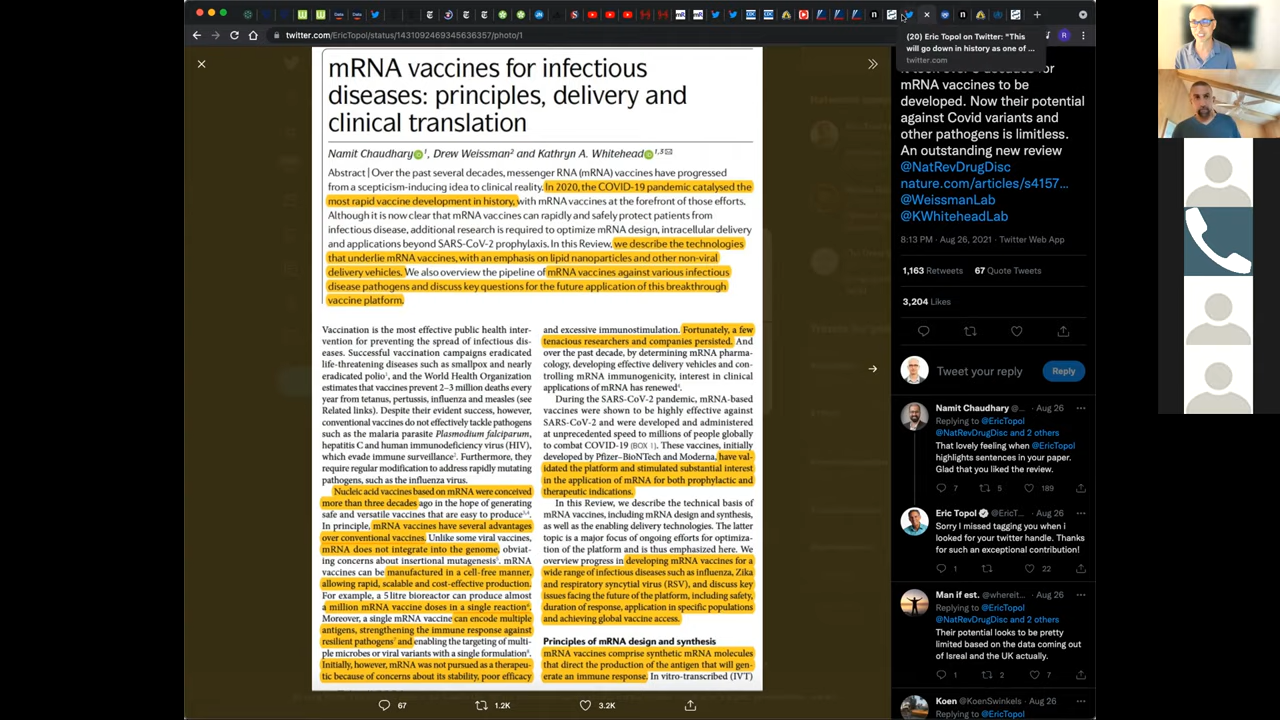 twitter.com/EricTopol/status/1431092469345636357/photo/1
(20) Eric Topol on Twitter: "This
will go down in history as one of ...
twitter.com
mRNA vaccines for infectious
diseases: principles, delivery and
clinical translation
Namit Chaudhary¹, Drew Weissman² and Kathryn A. Whitehead¹,³
Abstract | Over the past several decades, messenger RNA (mRNA) vaccines have progressed
from a scepticism-inducing idea to clinical reality. In 2020, the COVID-19 pandemic catalysed the
most rapid vaccine development in history, with mRNA vaccines at the forefront of those efforts.
Although it is now clear that mRNA vaccines can rapidly and safely protect patients from
infectious disease, additional research is required to optimize mRNA design, intracellular delivery
and applications beyond SARS-CoV-2 prophylaxis. In this Review, we describe the technologies
that underlie mRNA vaccines, with an emphasis on lipid nanoparticles and other non-viral
delivery vehicles. We also overview the pipeline of mRNA vaccines against various infectious
disease pathogens and discuss key questions for the future application of this breakthrough
vaccine platform.
Vaccination is the most effective public health inter-
vention for preventing the spread of infectious dis-
eases. Successful vaccination campaigns eradicated
life-threatening diseases such as smallpox and nearly
eradicated polio¹, and the World Health Organization
estimates that vaccines prevent 2–3 million deaths every
year from tetanus, pertussis, influenza and measles (see
Related links). Despite their evident success, however,
conventional vaccines do not effectively tackle pathogens
such as the malaria parasite Plasmodium falciparum,
hepatitis C and human immunodeficiency virus (HIV),
which evade immune surveillance². Furthermore, they
require regular modification to address rapidly mutating
pathogens, such as the influenza virus.
Nucleic acid vaccines based on mRNA were conceived
more than three decades ago in the hope of generating
safe and versatile vaccines that are easy to produce³,⁴.
In principle, mRNA vaccines have several advantages
over conventional vaccines. Unlike some viral vaccines,
mRNA does not integrate into the genome, obviat-
ing concerns about insertional mutagenesis⁵. mRNA
vaccines can be manufactured in a cell-free manner,
allowing rapid, scalable and cost-effective production.
For example, a 5 litre bioreactor can produce almost
a million mRNA vaccine doses in a single reaction⁶.
Moreover, a single mRNA vaccine can encode multiple
antigens, strengthening the immune response against
resilient pathogens⁷ and enabling the targeting of multi-
ple microbes or viral variants with a single formulation⁸.
Initially, however, mRNA was not pursued as a therapeu-
tic because of concerns about its stability, poor efficacy
and excessive immunostimulation. Fortunately, a few
tenacious researchers and companies persisted. And
over the past decade, by determining mRNA pharma-
cology, developing effective delivery vehicles and con-
trolling mRNA immunogenicity, interest in clinical
applications of mRNA has renewed⁴.
During the SARS-CoV-2 pandemic, mRNA-based
vaccines were shown to be highly effective against
SARS-CoV-2 and were developed and administered
at unprecedented speed to millions of people globally
to combat COVID-19 (BOX 1). These vaccines, initially
developed by Pfizer–BioNTech and Moderna, have val-
idated the platform and stimulated substantial interest
in the application of mRNA for both prophylactic and
therapeutic indications.
In this Review, we describe the technical basis of
mRNA vaccines, including mRNA design and synthesis,
as well as the enabling delivery technologies. The latter
topic is a major focus of ongoing efforts for optimiza-
tion of the platform and is thus emphasized here. We
overview progress in developing mRNA vaccines for a
wide range of infectious diseases such as influenza, Zika
and respiratory syncytial virus (RSV), and discuss key
issues facing the future of the platform, including safety,
duration of response, application in specific populations
and achieving global vaccine access.
Principles of mRNA design and synthesis
mRNA vaccines comprise synthetic mRNA molecules
that direct the production of the antigen that will gen-
erate an immune response. In vitro-transcribed (IVT)
67
1.2K
3.2K
mRNA vaccines to be
developed. Now their potential
against Covid variants and
other pathogens is limitless.
An outstanding new review
@NatRevDrugDisc
nature.com/articles/s4157...
@WeissmanLab
@KWhiteheadLab
8:13 PM · Aug 26, 2021 · Twitter Web App
1,163 Retweets 67 Quote Tweets
3,204 Likes
Tweet your reply
Reply
Namit Chaudhary @... · Aug 26
Replying to @EricTopol
@NatRevDrugDisc and 2 others
That lovely feeling when @EricTopol
highlights sentences in your paper.
Glad that you liked the review.
7 5 189
Eric Topol @EricT... · Aug 26
Sorry I missed tagging you when i
looked for your twitter handle. Thanks
for such an exceptional contribution!
1 22
Man if est. @whereit... · Aug 26
Replying to @EricTopol
@NatRevDrugDisc and 2 others
Their potential looks to be pretty
limited based on the data coming out
of Isreal and the UK actually.
1 2 7
Koen @KoenSwinkels · Aug 26
Replying to @EricTopol